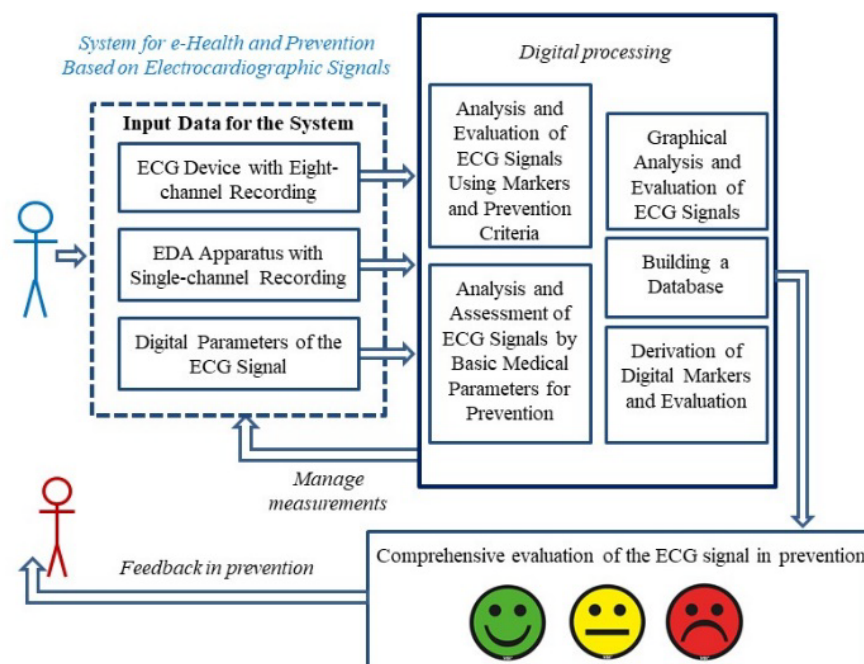 System for e-Health and Prevention
Based on Electrocardiographic Signals
Input Data for the System
ECG Device with Eight-
channel Recording
EDA Apparatus with
Single-channel Recording
Digital Parameters of the
ECG Signal
Digital processing
Analysis and
Evaluation of
ECG Signals
Using Markers
and Prevention
Criteria
Analysis and
Assessment of
ECG Signals by
Basic Medical
Parameters for
Prevention
Graphical
Analysis and
Evaluation of
ECG Signals
Building a
Database
Derivation of
Digital Markers
and Evaluation
Manage
measurements
Feedback in prevention
Comprehensive evaluation of the ECG signal in prevention